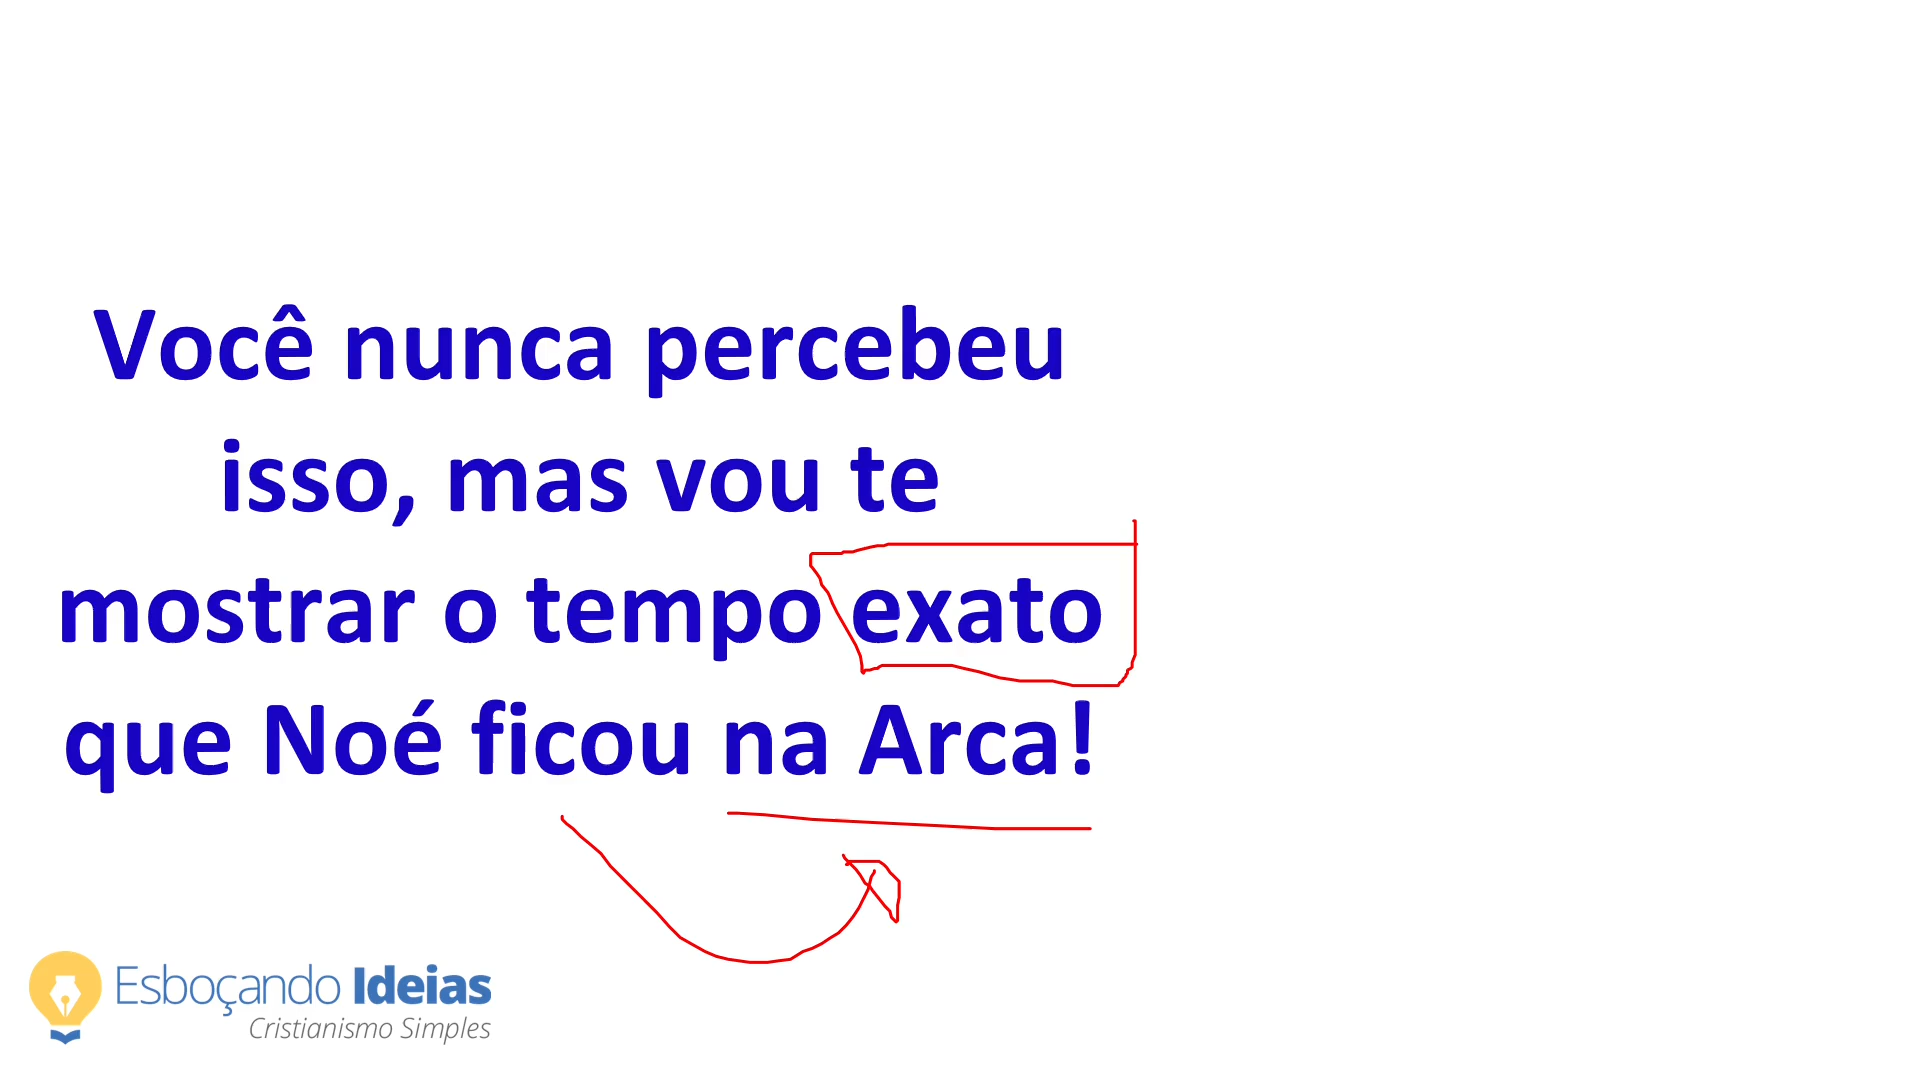 Você nunca percebeu
isso, mas vou te
mostrar o tempo exato
que Noé ficou na Arca!
Esboçando Ideias
Cristianismo Simples